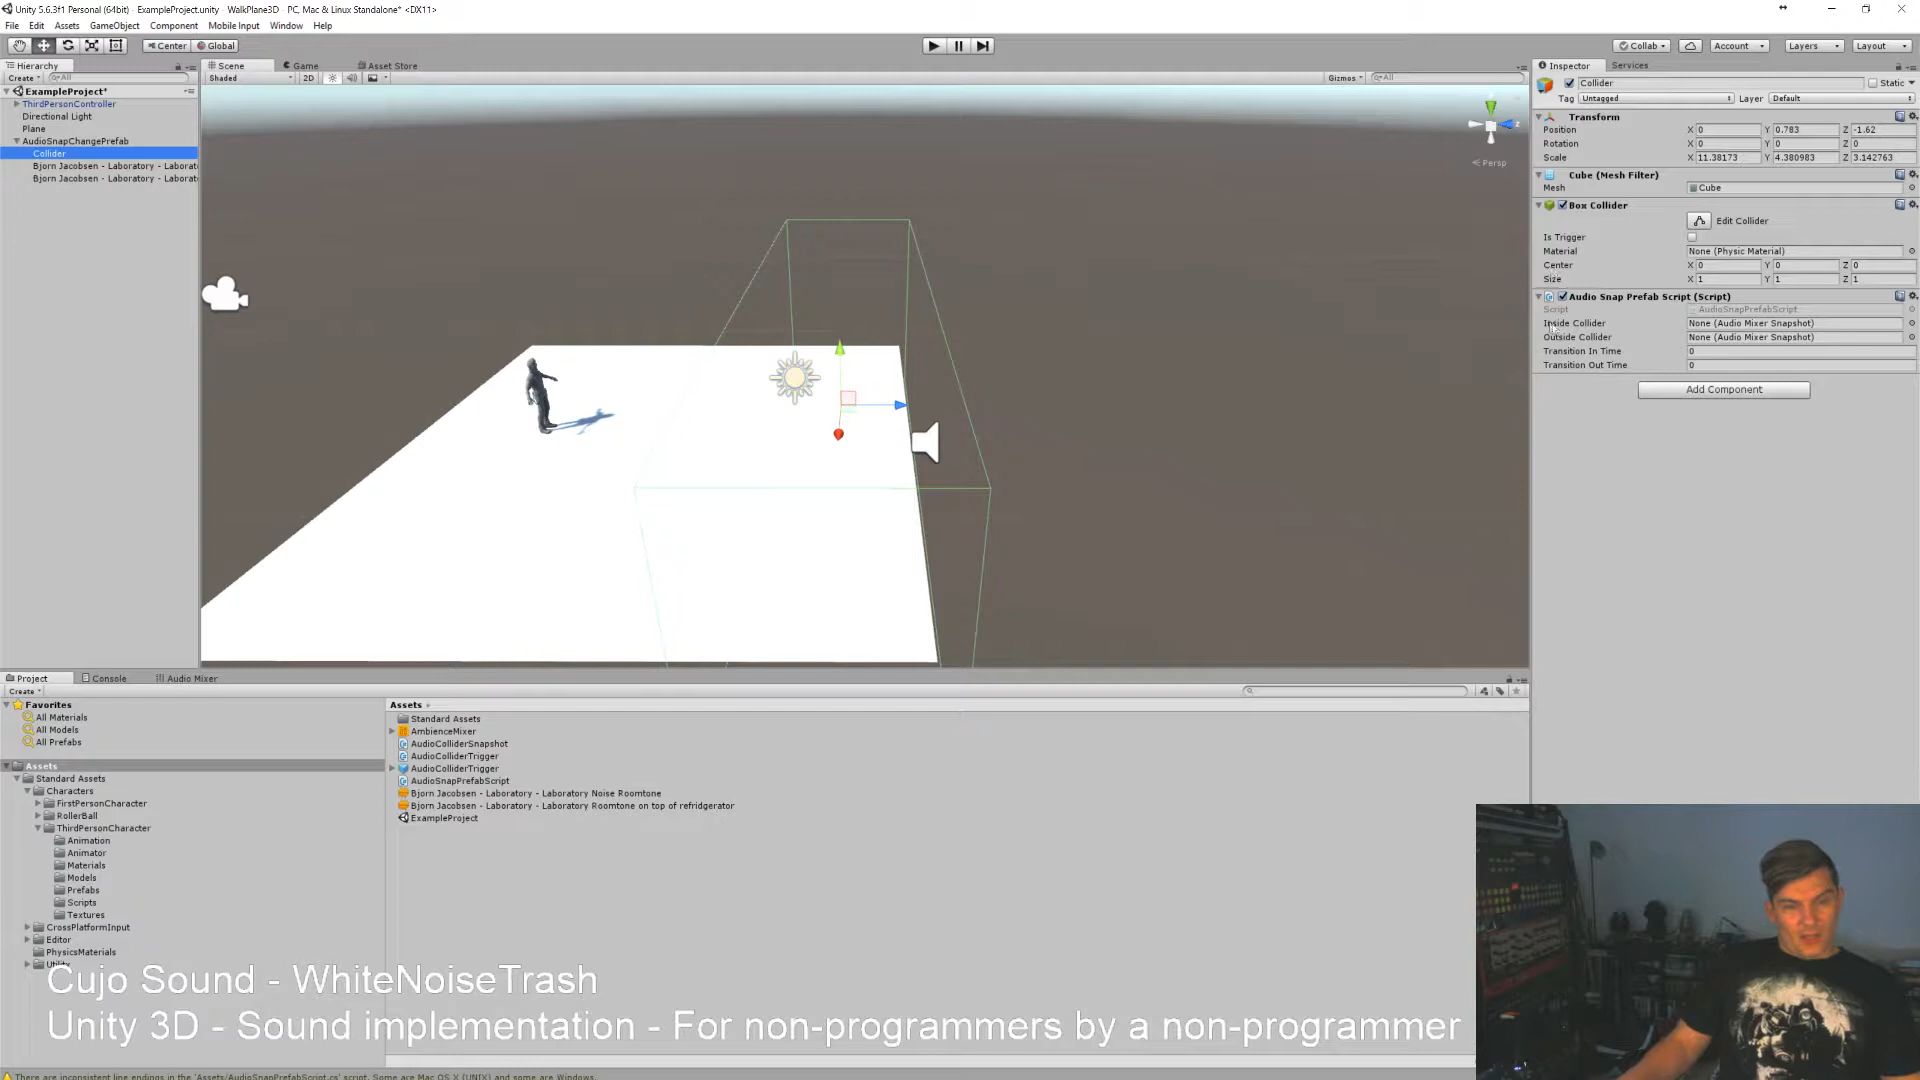 Unity 5.6.3f1 Personal (64bit) - ExampleProject.unity - WalkPlane3D - PC, Mac & Linux Standalone* <DX11>
File Edit Assets GameObject Component Mobile Input Window Help
Center Global Collab Account Layers Layout
Hierarchy Scene Game Asset Store Inspector Services
Create All Shaded 2D Gizmos All
ExampleProject*
ThirdPersonController
Directional Light
Plane
AudioSnapChangePrefab
Collider
Bjorn Jacobsen - Laboratory - Laborat
Bjorn Jacobsen - Laboratory - Laborat
z
Persp
Collider Static
Tag Untagged Layer Default
Transform
Position X 0 Y 0.783 Z -1.62
Rotation X 0 Y 0 Z 0
Scale X 11.38173 Y 4.380983 Z 3.142763
Cube (Mesh Filter)
Mesh Cube
Box Collider
Edit Collider
Is Trigger
Material None (Physic Material)
Center X 0 Y 0 Z 0
Size X 1 Y 1 Z 1
Audio Snap Prefab Script (Script)
Script AudioSnapPrefabScript
Inside Collider None (Audio Mixer Snapshot)
Outside Collider None (Audio Mixer Snapshot)
Transition In Time 0
Transition Out Time 0
Add Component
Project Console Audio Mixer
Create
Favorites
All Materials
All Models
All Prefabs
Assets
Standard Assets
Characters
FirstPersonCharacter
RollerBall
ThirdPersonCharacter
Animation
Animator
Materials
Models
Prefabs
Scripts
Textures
CrossPlatformInput
Editor
PhysicsMaterials
Assets
Standard Assets
AmbienceMixer
AudioColliderSnapshot
AudioColliderTrigger
AudioColliderTrigger
AudioSnapPrefabScript
Bjorn Jacobsen - Laboratory - Laboratory Noise Roomtone
Bjorn Jacobsen - Laboratory - Laboratory Roomtone on top of refridgerator
ExampleProject
Cujo Sound - WhiteNoiseTrash
Unity 3D - Sound implementation - For non-programmers by a non-programmer
There are inconsistent line endings in the 'Assets/AudioSnapPrefabScript.cs' script. Some are Mac OS X (UNIX) and some are Windows.